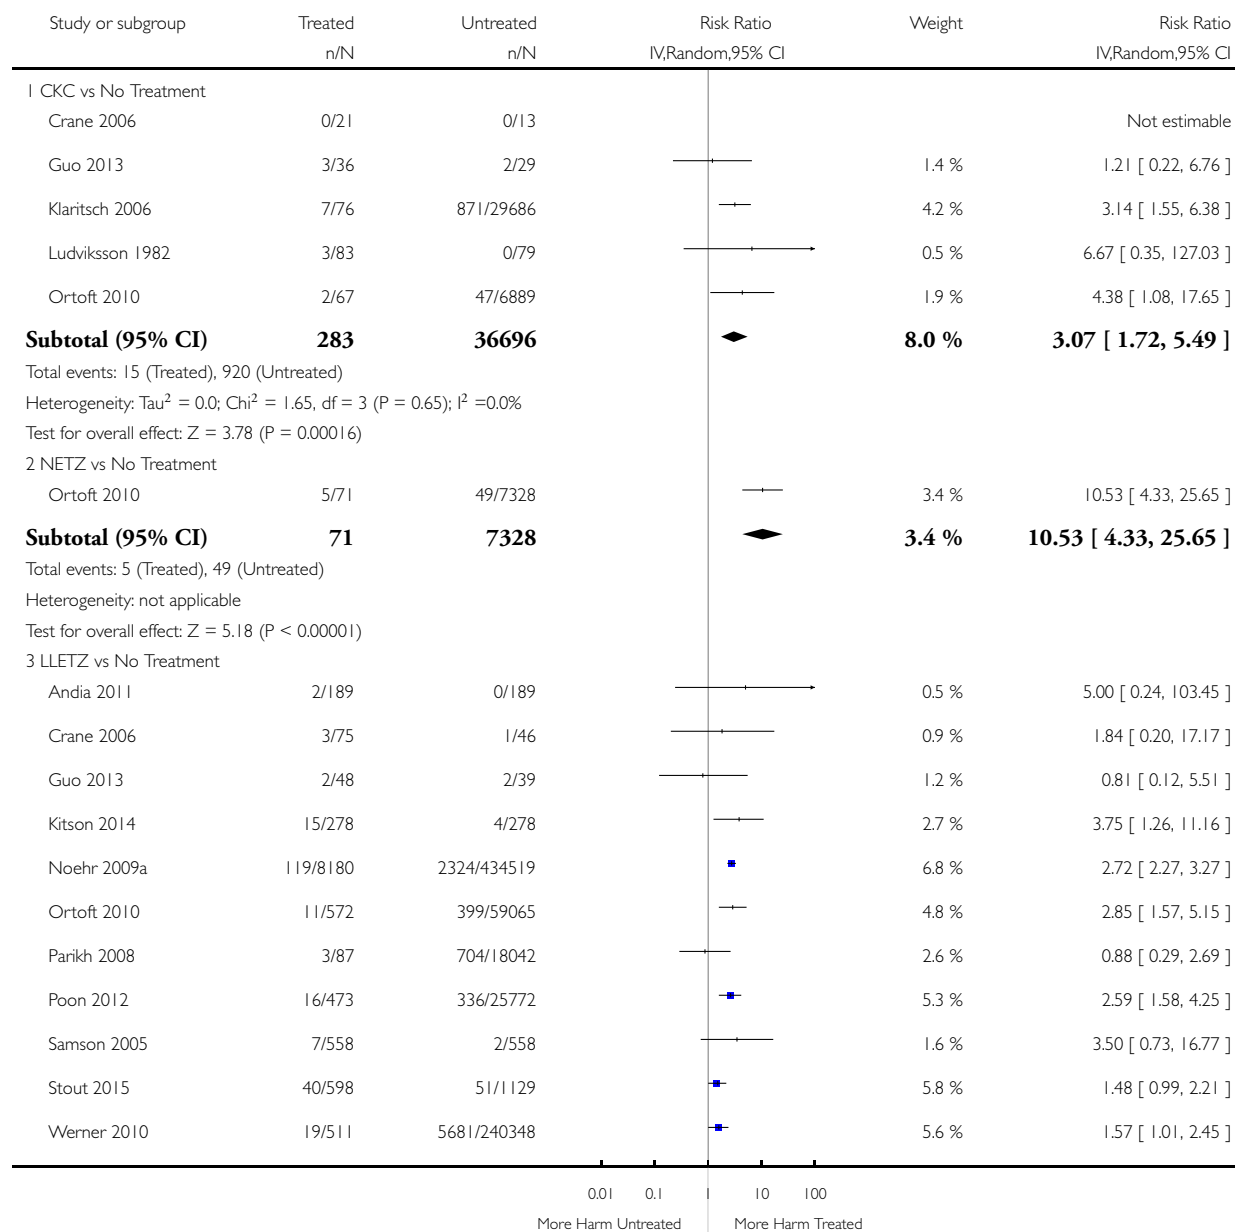 Study or subgroup Treated Untreated Risk Ratio Weight Risk Ratio
n/N n/N IV,Random,95% CI IV,Random,95% CI
1 CKC vs No Treatment
Crane 2006 0/21 0/13 Not estimable
Guo 2013 3/36 2/29 1.4 % 1.21 [ 0.22, 6.76 ]
Klaritsch 2006 7/76 871/29686 4.2 % 3.14 [ 1.55, 6.38 ]
Ludviksson 1982 3/83 0/79 0.5 % 6.67 [ 0.35, 127.03 ]
Ortoft 2010 2/67 47/6889 1.9 % 4.38 [ 1.08, 17.65 ]
Subtotal (95% CI) 283 36696 8.0 % 3.07 [ 1.72, 5.49 ]
Total events: 15 (Treated), 920 (Untreated)
Heterogeneity: Tau² = 0.0; Chi² = 1.65, df = 3 (P = 0.65); I² =0.0%
Test for overall effect: Z = 3.78 (P = 0.00016)
2 NETZ vs No Treatment
Ortoft 2010 5/71 49/7328 3.4 % 10.53 [ 4.33, 25.65 ]
Subtotal (95% CI) 71 7328 3.4 % 10.53 [ 4.33, 25.65 ]
Total events: 5 (Treated), 49 (Untreated)
Heterogeneity: not applicable
Test for overall effect: Z = 5.18 (P < 0.00001)
3 LLETZ vs No Treatment
Andia 2011 2/189 0/189 0.5 % 5.00 [ 0.24, 103.45 ]
Crane 2006 3/75 1/46 0.9 % 1.84 [ 0.20, 17.17 ]
Guo 2013 2/48 2/39 1.2 % 0.81 [ 0.12, 5.51 ]
Kitson 2014 15/278 4/278 2.7 % 3.75 [ 1.26, 11.16 ]
Noehr 2009a 119/8180 2324/434519 6.8 % 2.72 [ 2.27, 3.27 ]
Ortoft 2010 11/572 399/59065 4.8 % 2.85 [ 1.57, 5.15 ]
Parikh 2008 3/87 704/18042 2.6 % 0.88 [ 0.29, 2.69 ]
Poon 2012 16/473 336/25772 5.3 % 2.59 [ 1.58, 4.25 ]
Samson 2005 7/558 2/558 1.6 % 3.50 [ 0.73, 16.77 ]
Stout 2015 40/598 51/1129 5.8 % 1.48 [ 0.99, 2.21 ]
Werner 2010 19/511 5681/240348 5.6 % 1.57 [ 1.01, 2.45 ]
0.01 0.1 1 10 100
More Harm Untreated More Harm Treated